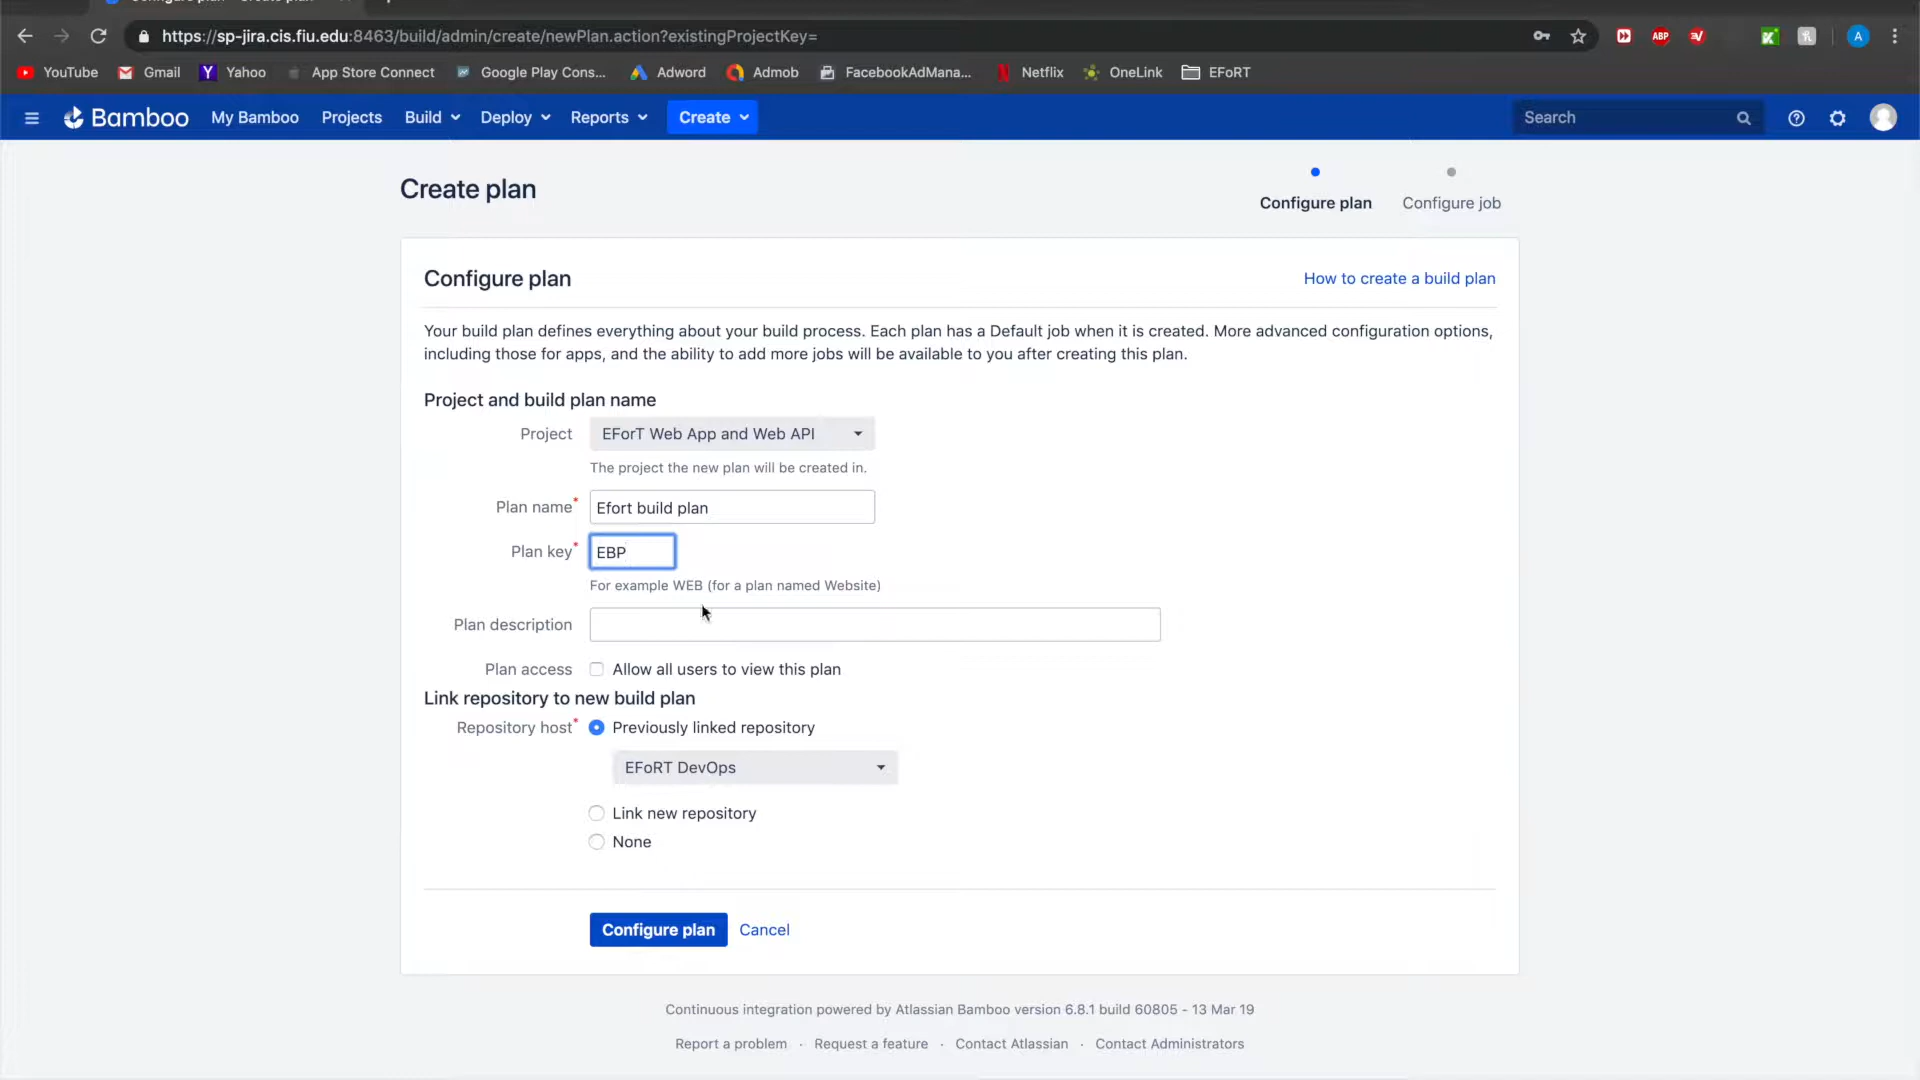 https://sp-jira.cis.fiu.edu:8463/build/admin/create/newPlan.action?existingProjectKey=
ABP
A
YouTube Gmail Yahoo App Store Connect Google Play Cons... Adword Admob FacebookAdMana... Netflix OneLink EFoRT
Bamboo My Bamboo Projects Build Deploy Reports Create Search
Create plan
Configure plan Configure job
Configure plan
How to create a build plan
Your build plan defines everything about your build process. Each plan has a Default job when it is created. More advanced configuration options,
including those for apps, and the ability to add more jobs will be available to you after creating this plan.
Project and build plan name
Project EForT Web App and Web API
The project the new plan will be created in.
Plan name* Efort build plan
Plan key* EBP
For example WEB (for a plan named Website)
Plan description
Plan access Allow all users to view this plan
Link repository to new build plan
Repository host* Previously linked repository
EFoRT DevOps
Link new repository
None
Configure plan Cancel
Continuous integration powered by Atlassian Bamboo version 6.8.1 build 60805 - 13 Mar 19
Report a problem · Request a feature · Contact Atlassian · Contact Administrators